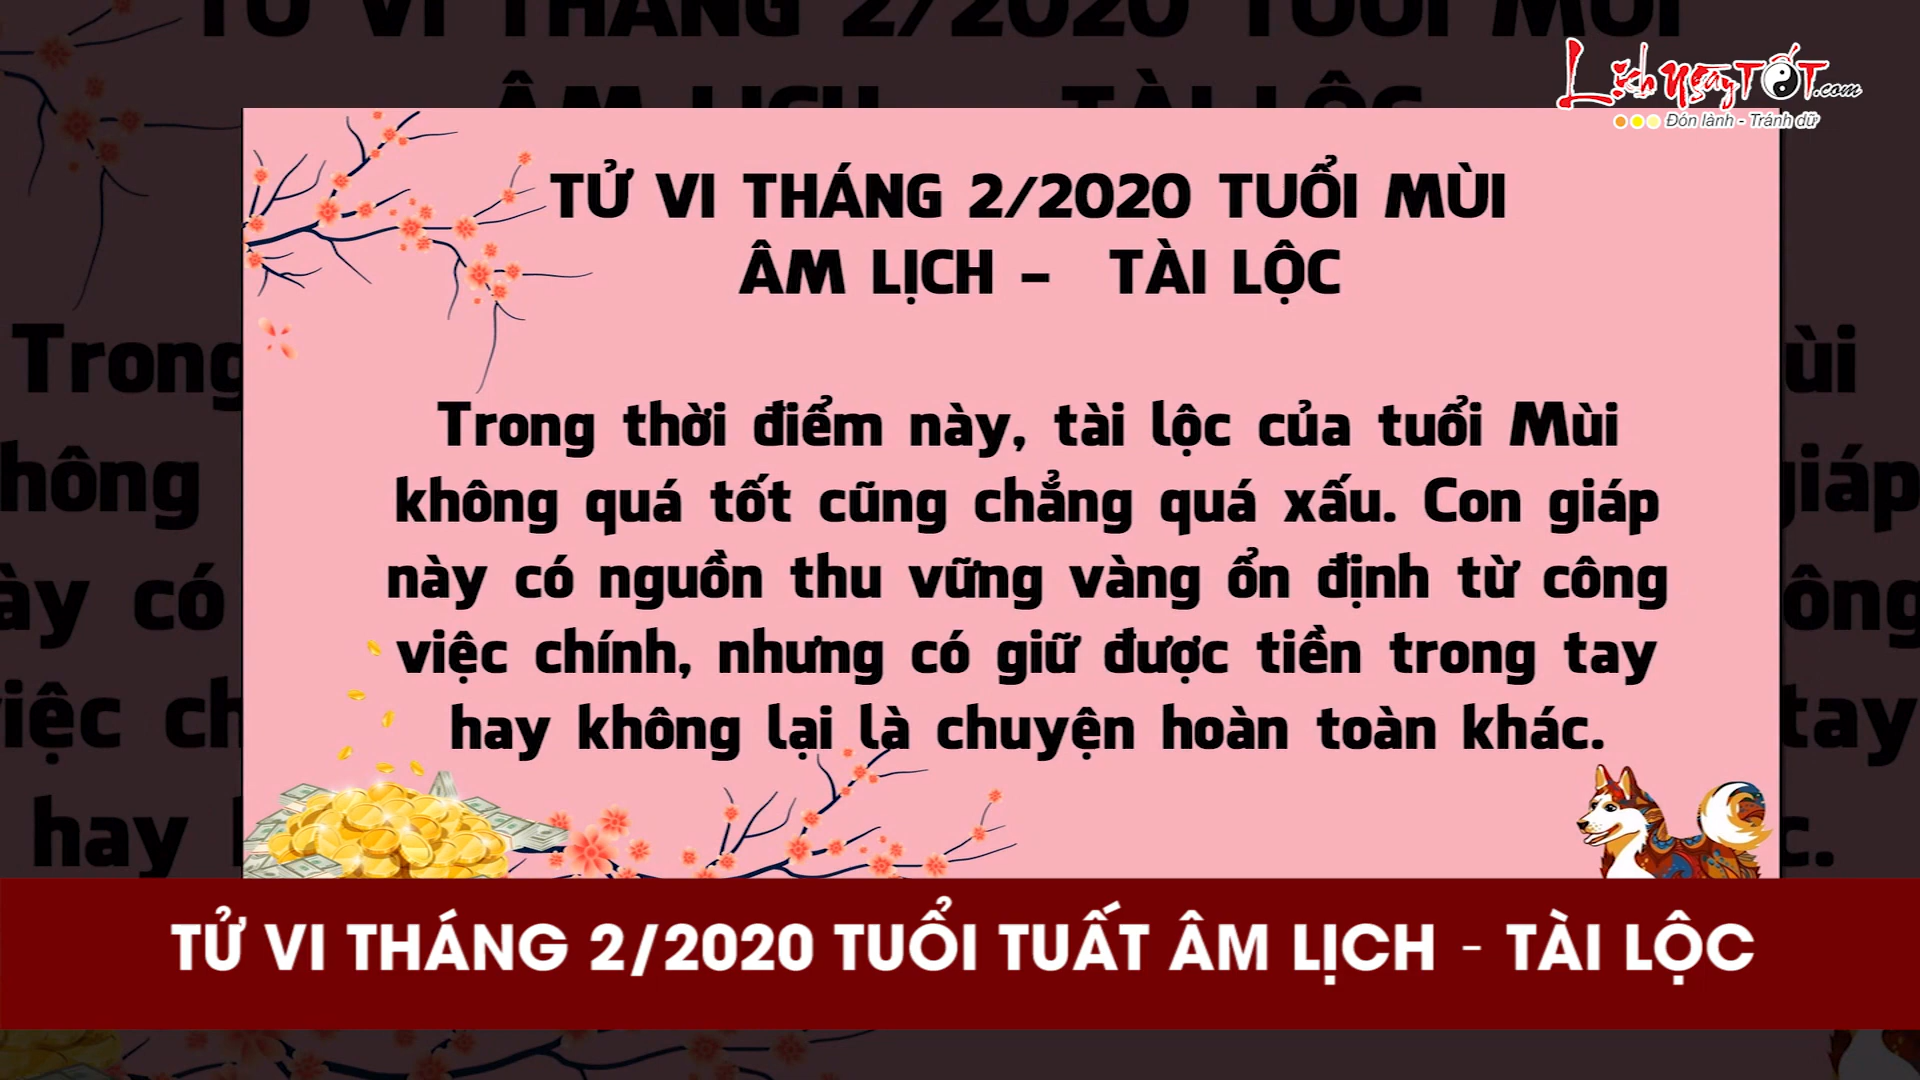 LịchNgàyTỐT.com
Đón lành - Tránh dữ
TỬ VI THÁNG 2/2020 TUỔI MÙI
ÂM LỊCH – TÀI LỘC
Trong thời điểm này, tài lộc của tuổi Mùi
không quá tốt cũng chẳng quá xấu. Con giáp
này có nguồn thu vững vàng ổn định từ công
việc chính, nhưng có giữ được tiền trong tay
hay không lại là chuyện hoàn toàn khác.
TỬ VI THÁNG 2/2020 TUỔI TUẤT ÂM LỊCH - TÀI LỘC